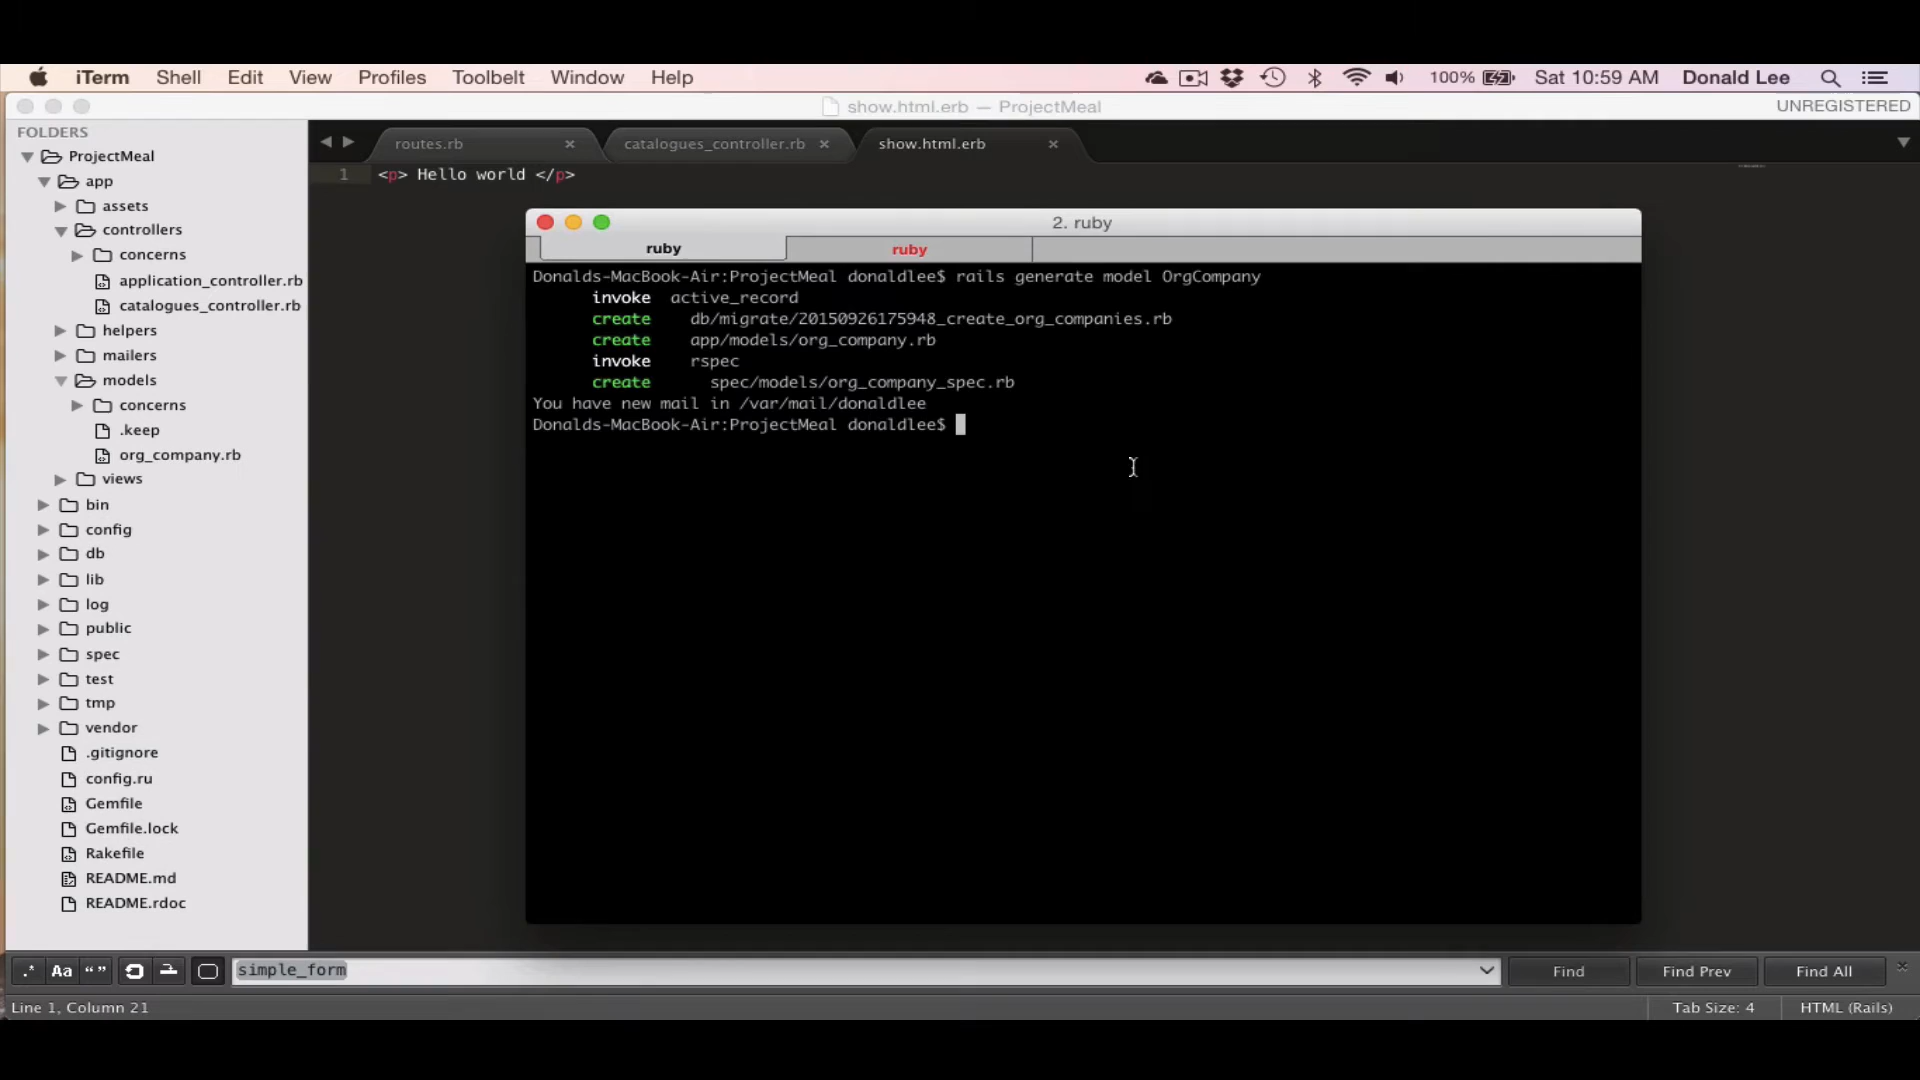 iTerm Shell Edit View Profiles Toolbelt Window Help 100% Sat 10:59 AM Donald Lee
show.html.erb — ProjectMeal UNREGISTERED
FOLDERS
ProjectMeal
app
assets
controllers
concerns
application_controller.rb
catalogues_controller.rb
helpers
mailers
models
concerns
.keep
org_company.rb
views
bin
config
db
lib
log
public
spec
test
tmp
vendor
.gitignore
config.ru
Gemfile
Gemfile.lock
Rakefile
README.md
README.rdoc
routes.rb × catalogues_controller.rb × show.html.erb ×
1 <p> Hello world </p>
2. ruby
ruby ruby
Donalds-MacBook-Air:ProjectMeal donaldlee$ rails generate model OrgCompany
invoke active_record
create db/migrate/20150926175948_create_org_companies.rb
create app/models/org_company.rb
invoke rspec
create spec/models/org_company_spec.rb
You have new mail in /var/mail/donaldlee
Donalds-MacBook-Air:ProjectMeal donaldlee$
.* Aa “ ” simple_form Find Find Prev Find All ×
Line 1, Column 21 Tab Size: 4 HTML (Rails)